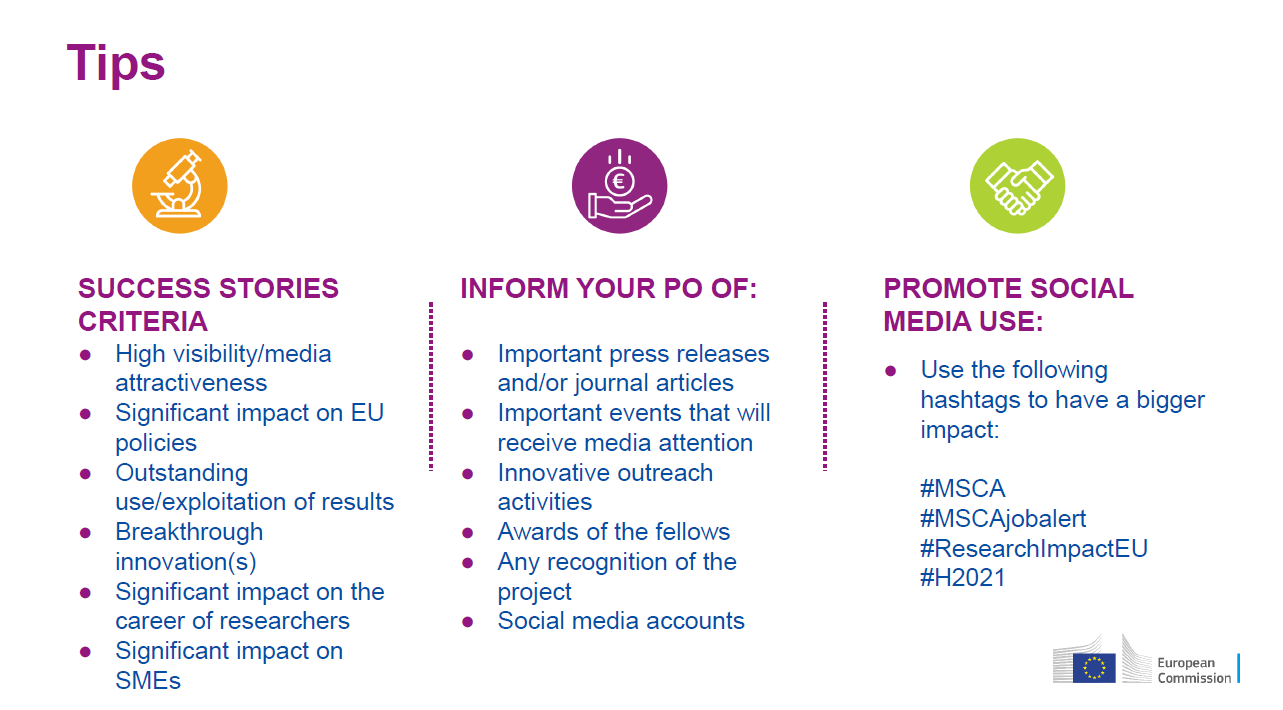 Tips
SUCCESS STORIES
CRITERIA
● High visibility/media
attractiveness
● Significant impact on EU
policies
● Outstanding
use/exploitation of results
● Breakthrough
innovation(s)
● Significant impact on the
career of researchers
● Significant impact on
SMEs
INFORM YOUR PO OF:
● Important press releases
and/or journal articles
● Important events that will
receive media attention
● Innovative outreach
activities
● Awards of the fellows
● Any recognition of the
project
● Social media accounts
PROMOTE SOCIAL
MEDIA USE:
● Use the following
hashtags to have a bigger
impact:
#MSCA
#MSCAjobalert
#ResearchImpactEU
#H2021
€
European
Commission